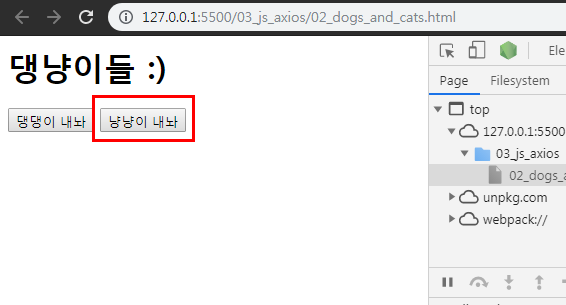 127.0.0.1:5500/03_js_axios/02_dogs_and_cats.html
댕냥이들 :)
댕댕이 내놔
냥냥이 내놔
Ele
Page
Filesystem
top
127.0.0.1:5500
03_js_axios
02_dogs_a
unpkg.com
webpack://